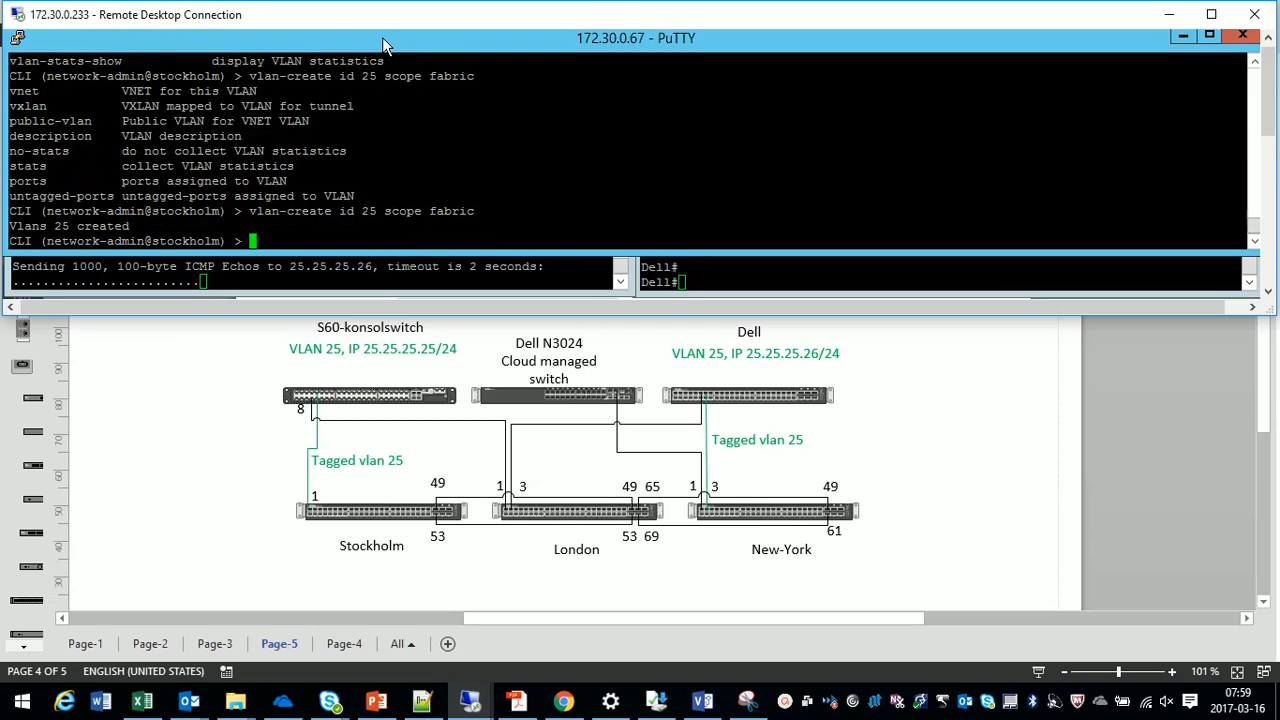 172.30.0.233 - Remote Desktop Connection
172.30.0.67 - PuTTY
vlan-stats-show display VLAN statistics
CLI (network-admin@stockholm) > vlan-create id 25 scope fabric
vnet VNET for this VLAN
vxlan VXLAN mapped to VLAN for tunnel
public-vlan Public VLAN for VNET VLAN
description VLAN description
no-stats do not collect VLAN statistics
stats collect VLAN statistics
ports ports assigned to VLAN
untagged-ports untagged-ports assigned to VLAN
CLI (network-admin@stockholm) > vlan-create id 25 scope fabric
Vlans 25 created
CLI (network-admin@stockholm) >
Sending 1000, 100-byte ICMP Echos to 25.25.25.26, timeout is 2 seconds:
.........................
Dell#
Dell#
S60-konsolswitch
VLAN 25, IP 25.25.25.25/24
Dell N3024
Cloud managed
switch
Dell
VLAN 25, IP 25.25.25.26/24
8
Tagged vlan 25
Tagged vlan 25
1
49
1
3
49
65
1
3
49
53
53
69
61
Stockholm
London
New-York
100
90
80
70
60
50
40
30
Page-1
Page-2
Page-3
Page-5
Page-4
All
PAGE 4 OF 5
ENGLISH (UNITED STATES)
101 %
07:59
2017-03-16